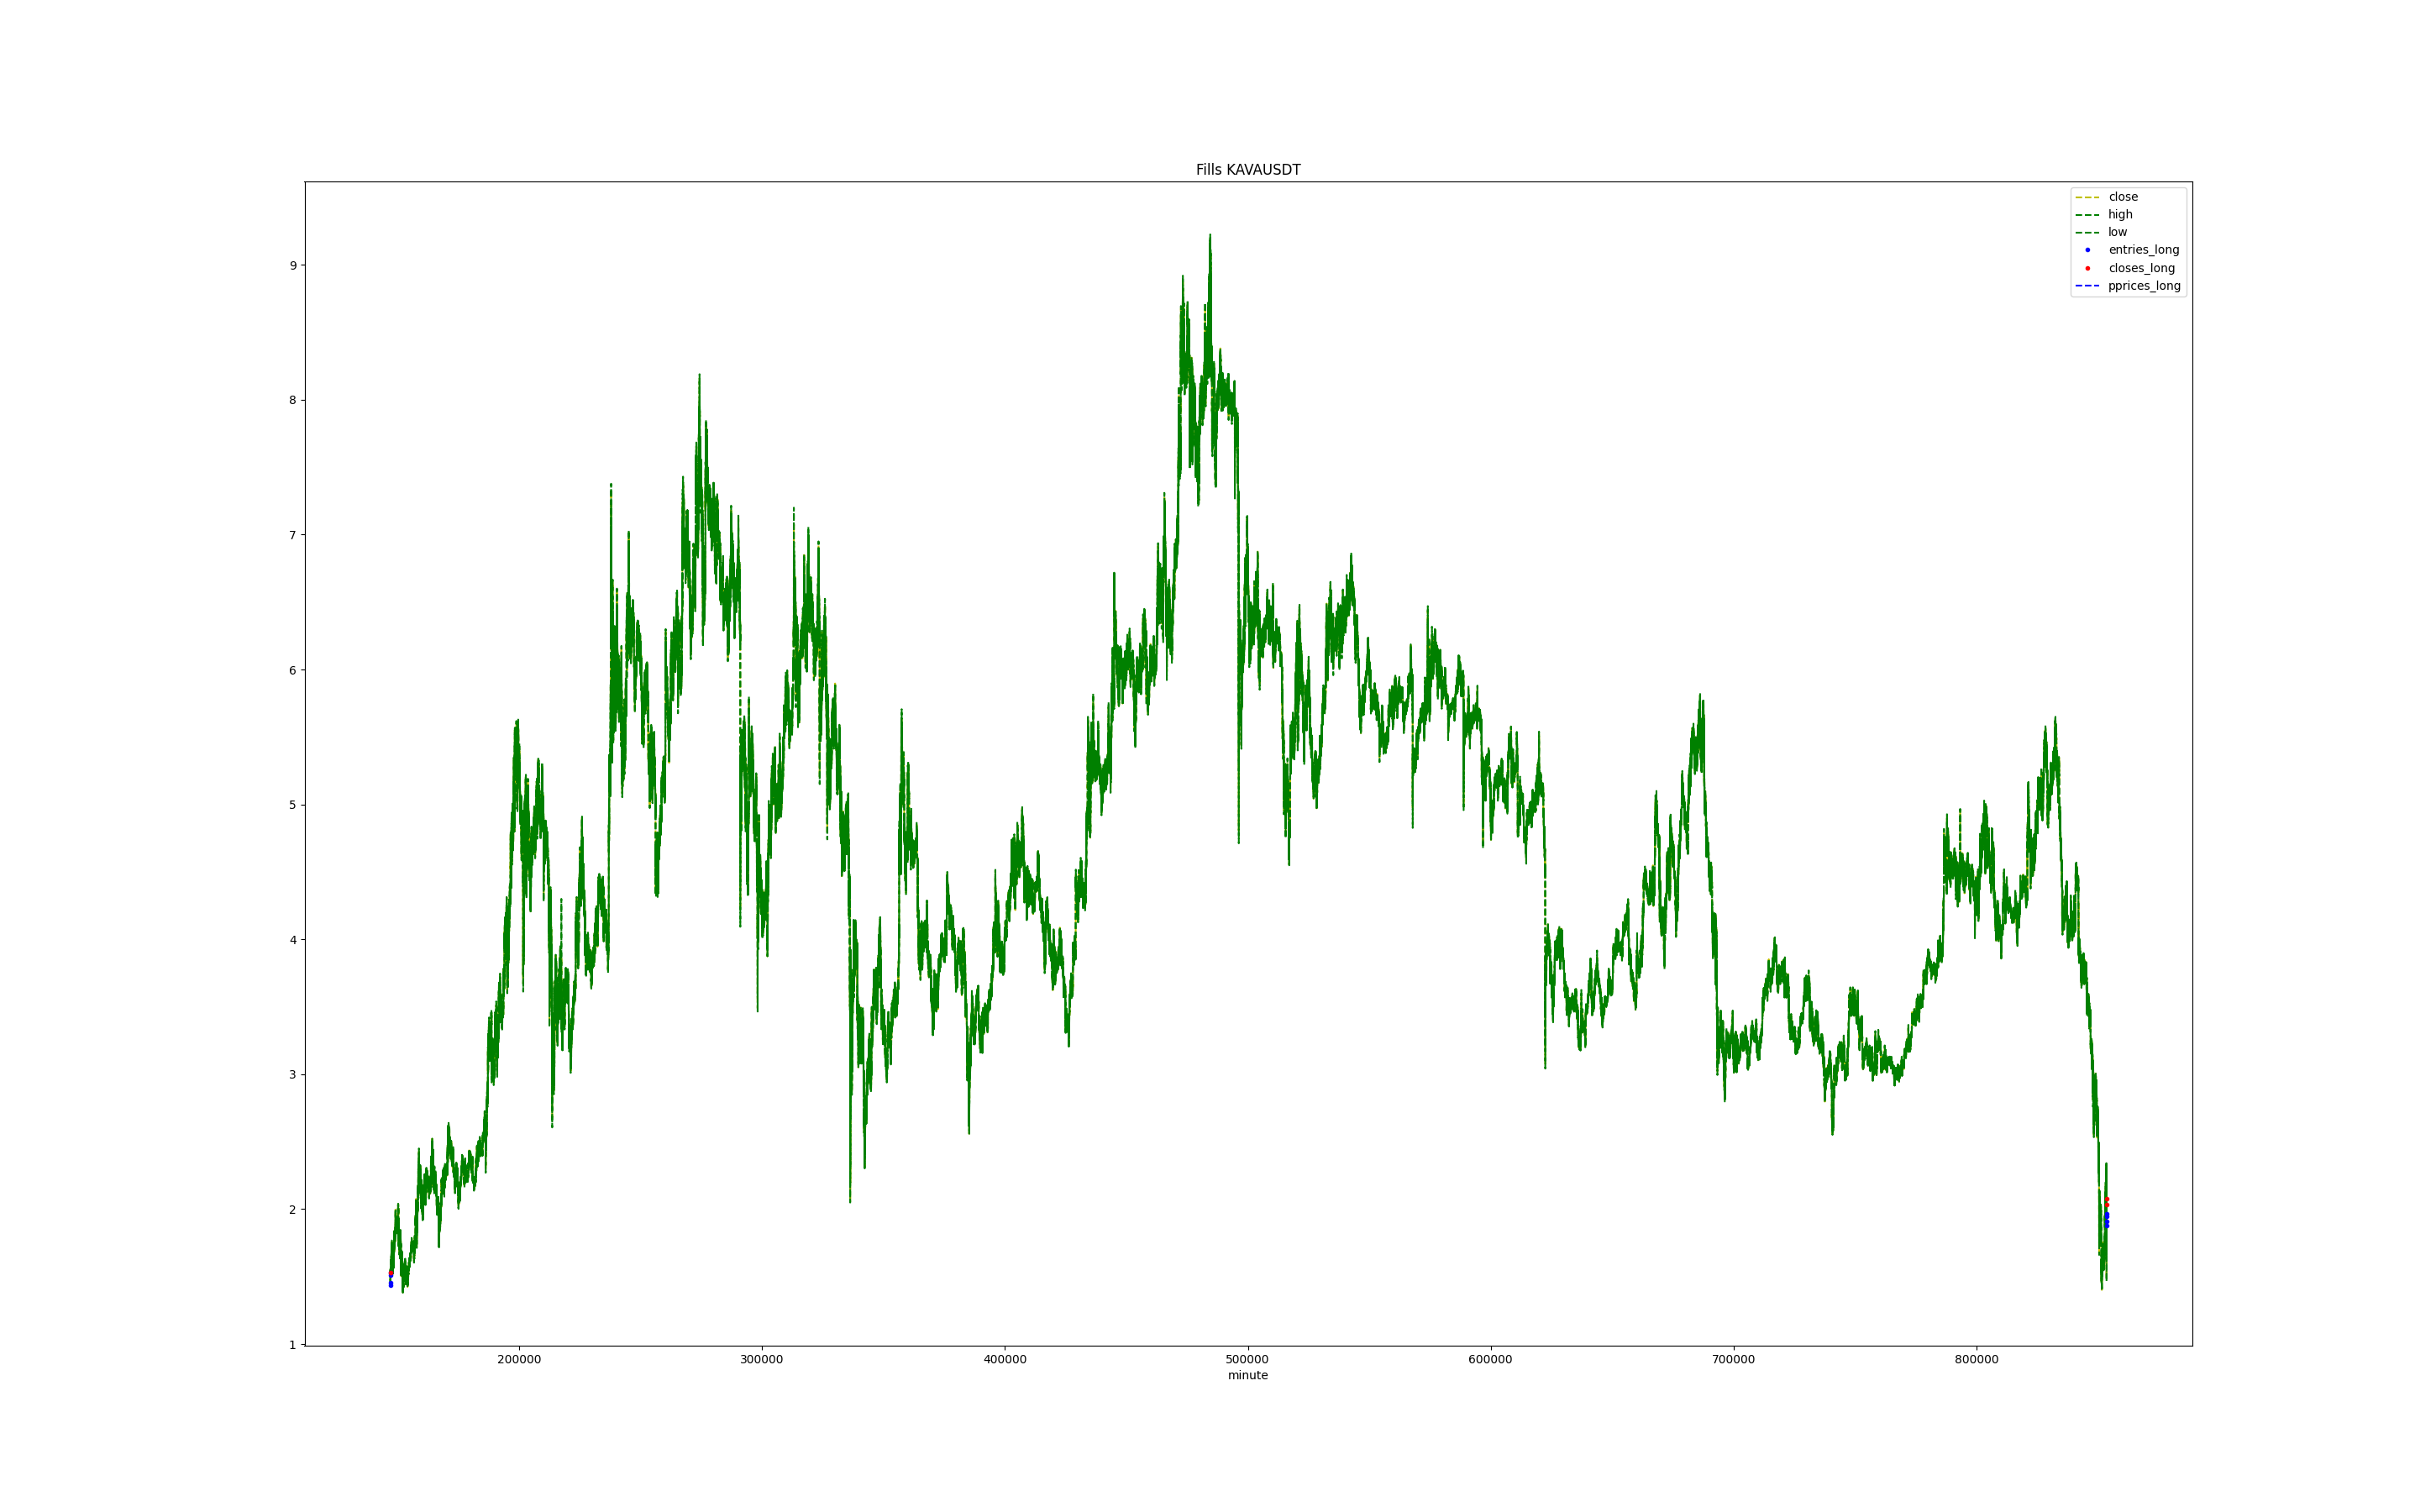 Fills KAVAUSDT
close
high
low
entries_long
closes_long
pprices_long
9
8
7
6
5
4
3
2
1
200000 300000 400000 500000 600000 700000 800000
minute